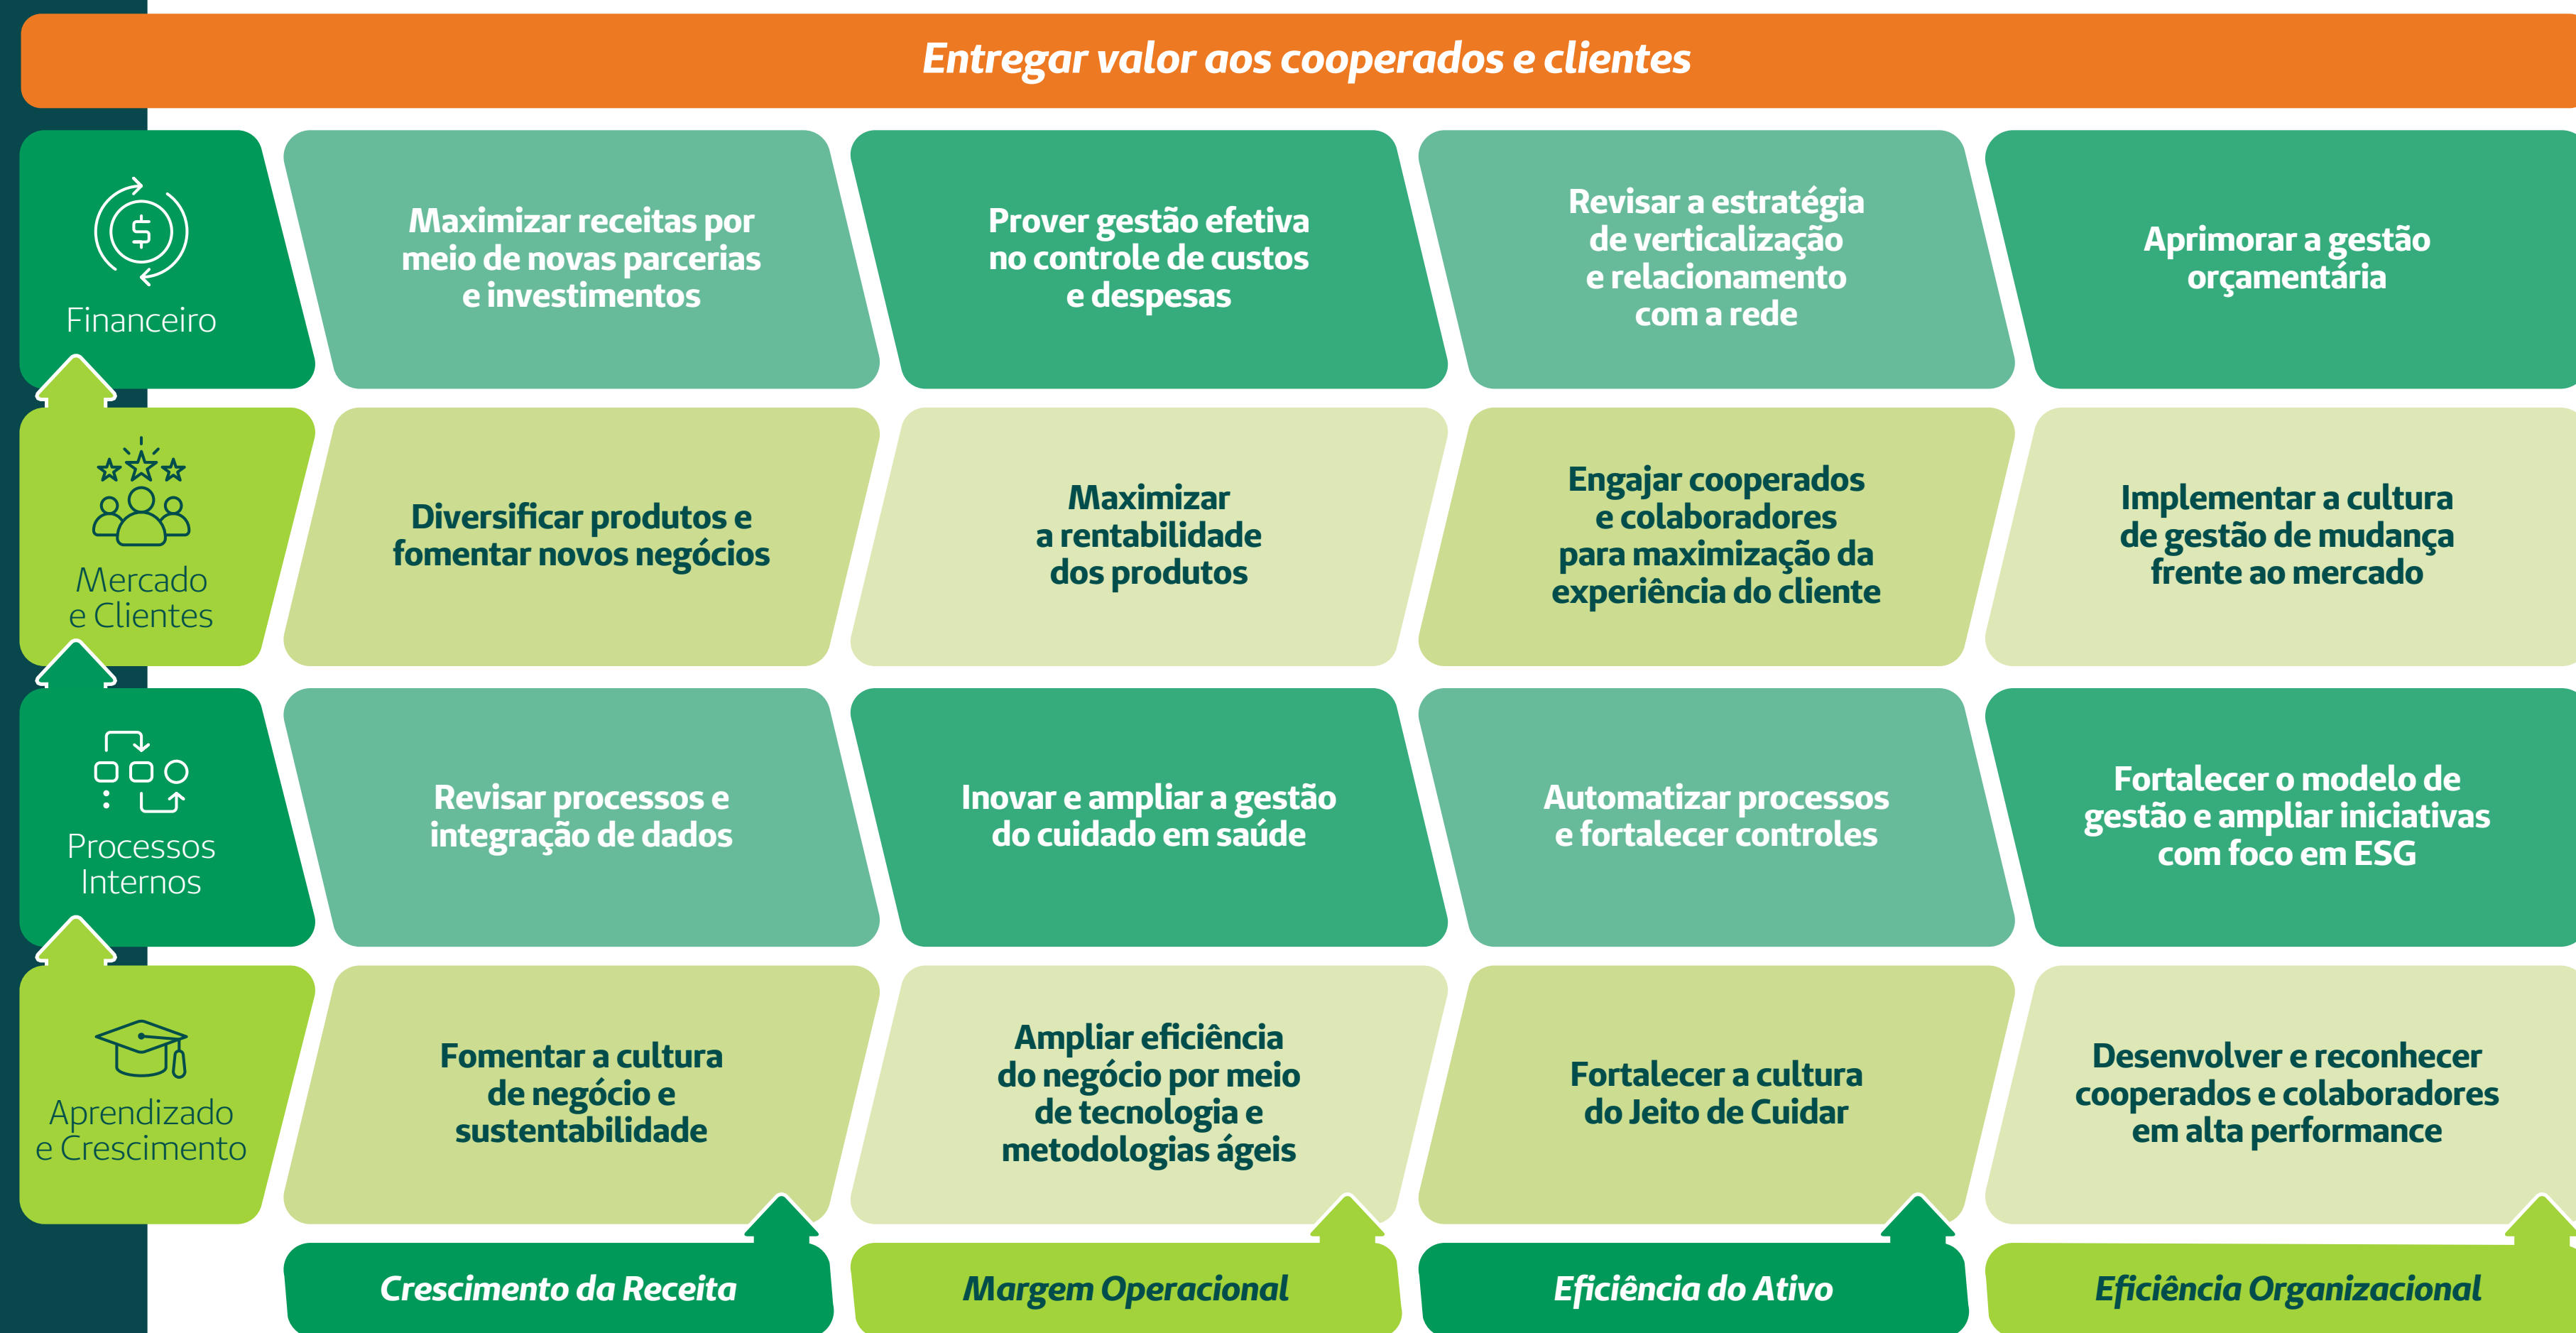 Entregar valor aos cooperados e clientes
Financeiro
Maximizar receitas por
meio de novas parcerias
e investimentos
Prover gestão efetiva
no controle de custos
e despesas
Revisar a estratégia
de verticalização
e relacionamento
com a rede
Aprimorar a gestão
orçamentária
Mercado
e Clientes
Diversificar produtos e
fomentar novos negócios
Maximizar
a rentabilidade
dos produtos
Engajar cooperados
e colaboradores
para maximização da
experiência do cliente
Implementar a cultura
de gestão de mudança
frente ao mercado
Processos
Internos
Revisar processos e
integração de dados
Inovar e ampliar a gestão
do cuidado em saúde
Automatizar processos
e fortalecer controles
Fortalecer o modelo de
gestão e ampliar iniciativas
com foco em ESG
Aprendizado
e Crescimento
Fomentar a cultura
de negócio e
sustentabilidade
Ampliar eficiência
do negócio por meio
de tecnologia e
metodologias ágeis
Fortalecer a cultura
do Jeito de Cuidar
Desenvolver e reconhecer
cooperados e colaboradores
em alta performance
Crescimento da Receita
Margem Operacional
Eficiência do Ativo
Eficiência Organizacional